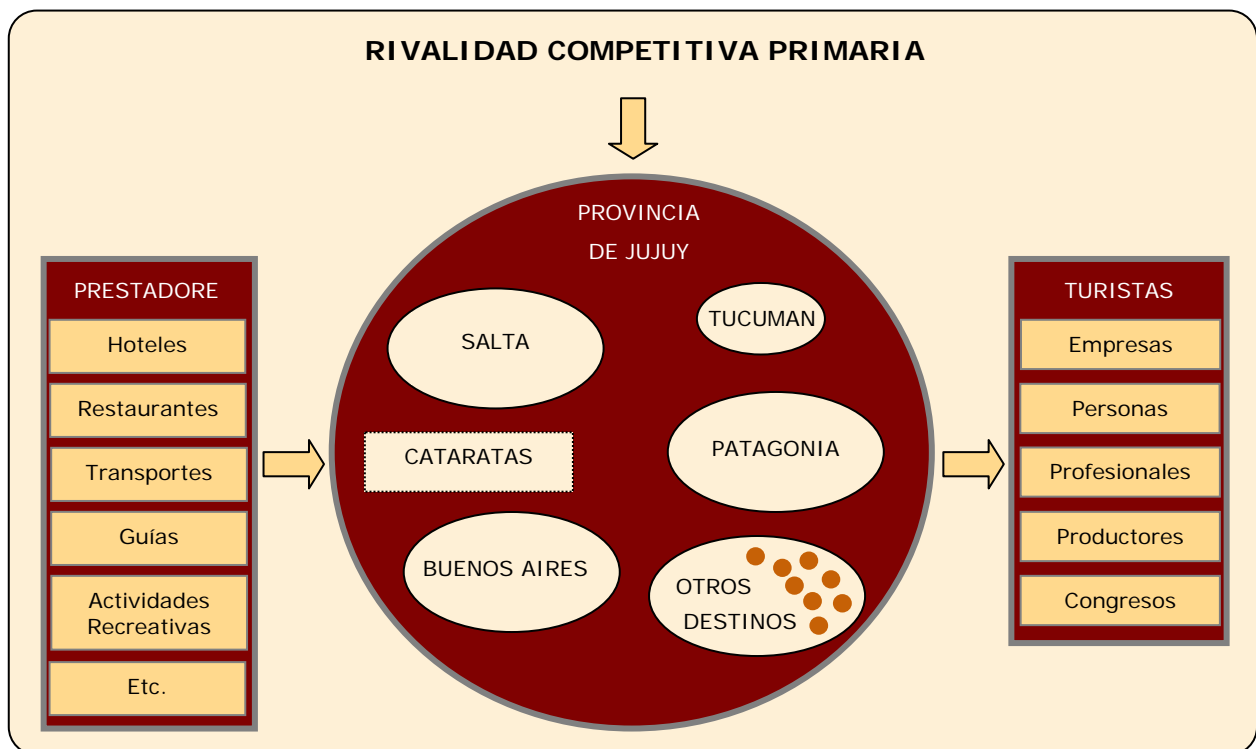 RIVALIDAD COMPETITIVA PRIMARIA
PROVINCIA
DE JUJUY
PRESTADORE
Hoteles
Restaurantes
Transportes
Guías
Actividades
Recreativas
Etc.
SALTA
TUCUMAN
CATARATAS
PATAGONIA
BUENOS AIRES
OTROS
DESTINOS
TURISTAS
Empresas
Personas
Profesionales
Productores
Congresos